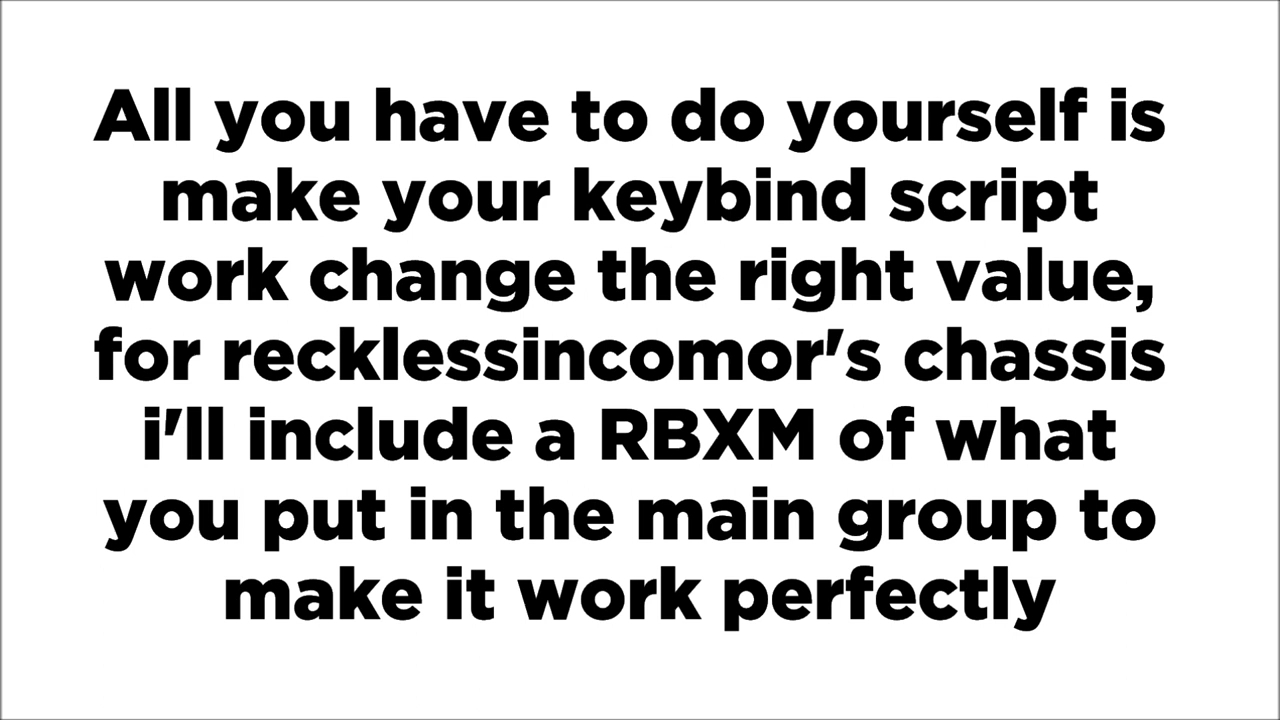 All you have to do yourself is
make your keybind script
work change the right value,
for recklessincomor's chassis
i'll include a RBXM of what
you put in the main group to
make it work perfectly